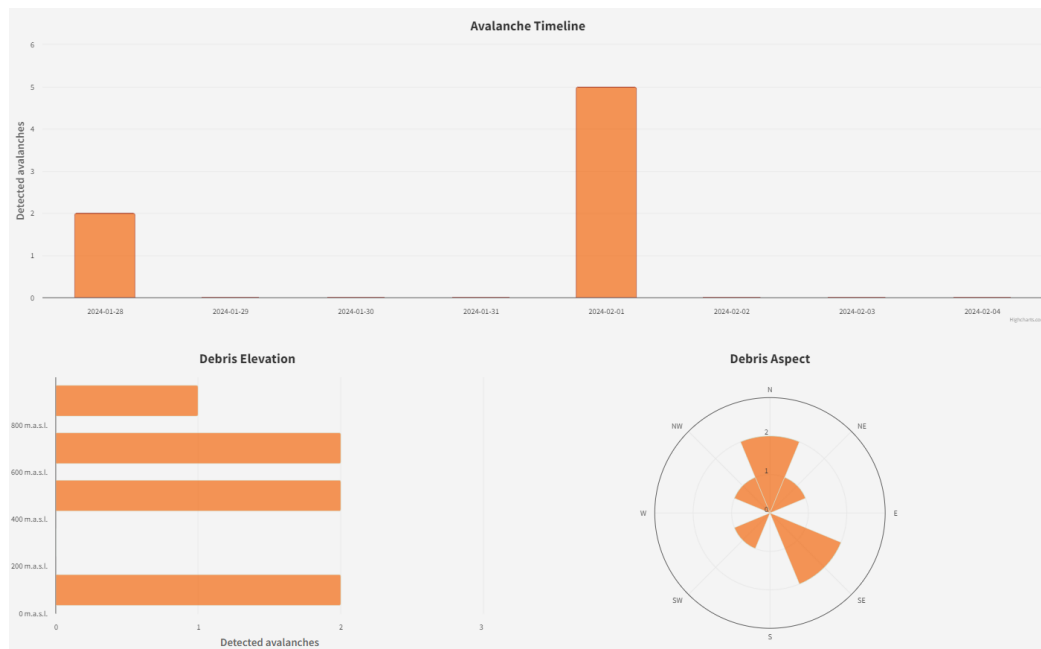 Avalanche Timeline
6
5
4
3
2
1
0
Detected avalanches
2024-01-28 2024-01-29 2024-01-30 2024-01-31 2024-02-01 2024-02-02 2024-02-03 2024-02-04
Debris Elevation
800 m.a.s.l.
600 m.a.s.l.
400 m.a.s.l.
200 m.a.s.l.
0 m.a.s.l.
0 1 2 3
Detected avalanches
Debris Aspect
N
NW NE
2
1
W 0 E
SW SE
S